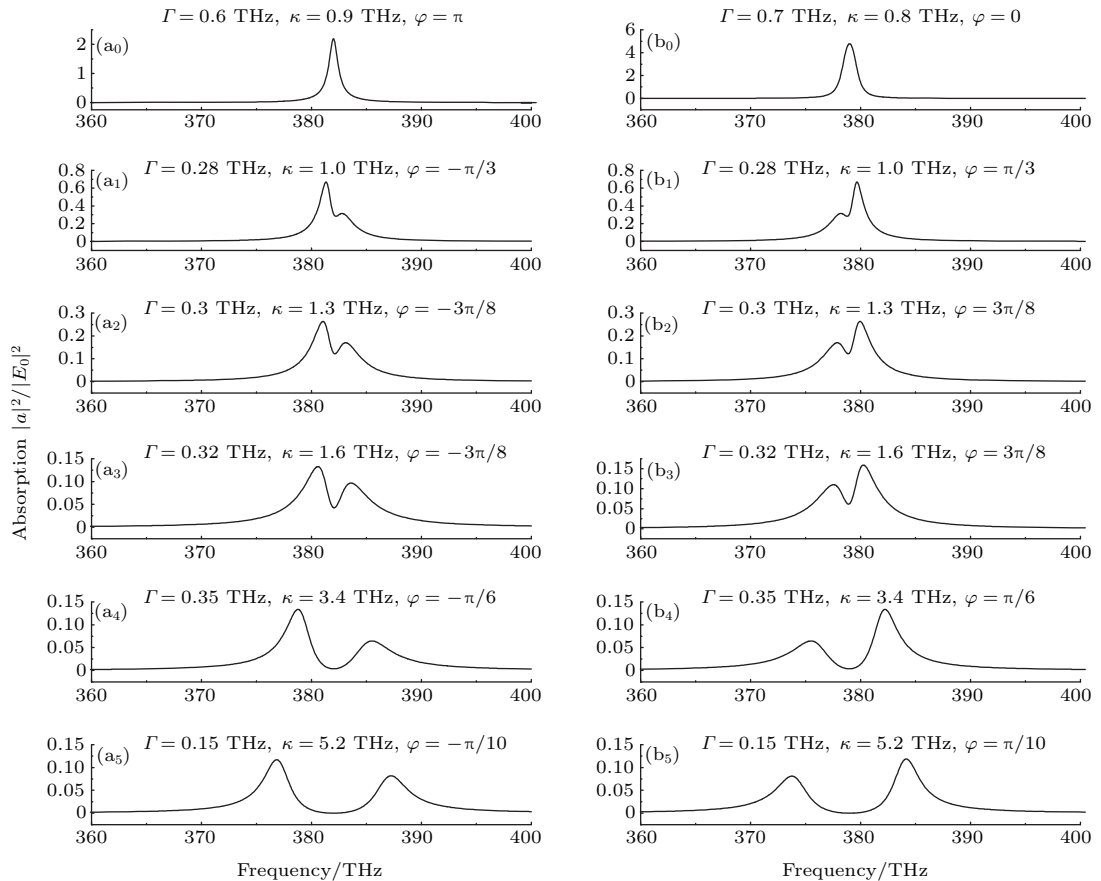 Γ = 0.6 THz, κ = 0.9 THz, φ = π
Γ = 0.7 THz, κ = 0.8 THz, φ = 0
(a0)
2
1
0
360 370 380 390 400
(b0)
6
4
2
0
360 370 380 390 400
Γ = 0.28 THz, κ = 1.0 THz, φ = −π/3
(a1)
0.8
0.6
0.4
0.2
0
360 370 380 390 400
Γ = 0.28 THz, κ = 1.0 THz, φ = π/3
(b1)
0.8
0.6
0.4
0.2
0
360 370 380 390 400
Γ = 0.3 THz, κ = 1.3 THz, φ = −3π/8
(a2)
0.3
0.2
0.1
0
360 370 380 390 400
Γ = 0.3 THz, κ = 1.3 THz, φ = 3π/8
(b2)
0.3
0.2
0.1
0
360 370 380 390 400
Absorption |a|²/|E0|²
Γ = 0.32 THz, κ = 1.6 THz, φ = −3π/8
(a3)
0.15
0.10
0.05
0
360 370 380 390 400
Γ = 0.32 THz, κ = 1.6 THz, φ = 3π/8
(b3)
0.15
0.10
0.05
0
360 370 380 390 400
Γ = 0.35 THz, κ = 3.4 THz, φ = −π/6
(a4)
0.15
0.10
0.05
0
360 370 380 390 400
Γ = 0.35 THz, κ = 3.4 THz, φ = π/6
(b4)
0.15
0.10
0.05
0
360 370 380 390 400
Γ = 0.15 THz, κ = 5.2 THz, φ = −π/10
(a5)
0.15
0.10
0.05
0
360 370 380 390 400
Frequency/THz
Γ = 0.15 THz, κ = 5.2 THz, φ = π/10
(b5)
0.15
0.10
0.05
0
360 370 380 390 400
Frequency/THz